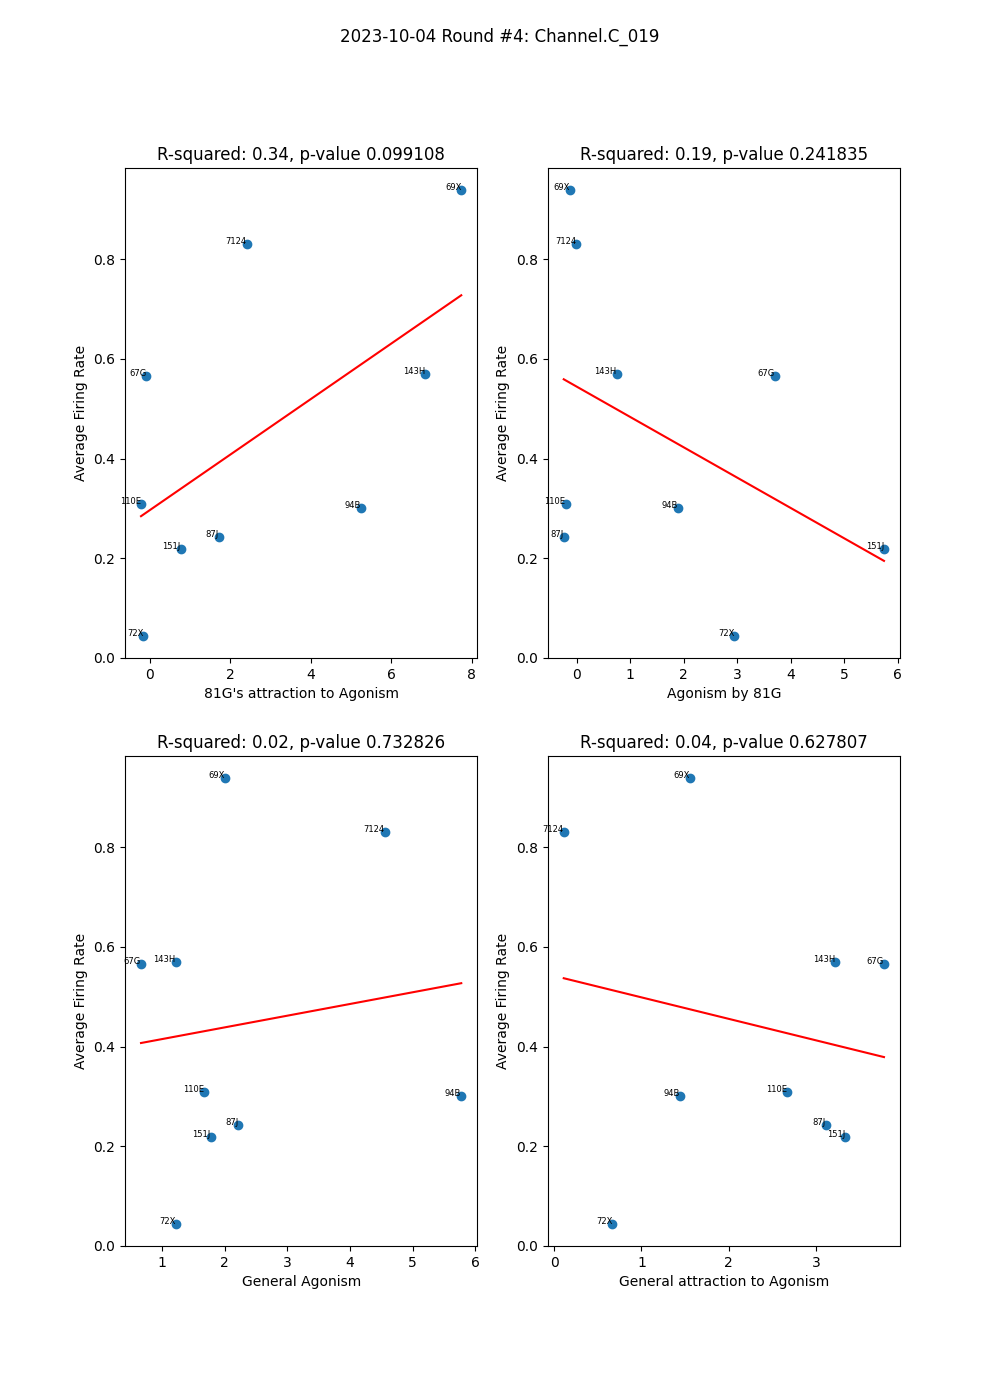 2023-10-04 Round #4: Channel.C_019
R-squared: 0.34, p-value 0.099108
Average Firing Rate
0.8
0.6
0.4
0.2
0.0
69X
7124
67G
143H
110E
94B
87J
151J
72X
0 2 4 6 8
81G's attraction to Agonism
R-squared: 0.19, p-value 0.241835
Average Firing Rate
0.8
0.6
0.4
0.2
0.0
69X
7124
143H
67G
110E
94B
87J
151J
72X
0 1 2 3 4 5 6
Agonism by 81G
R-squared: 0.02, p-value 0.732826
Average Firing Rate
0.8
0.6
0.4
0.2
0.0
69X
7124
67G
143H
110E
94B
87J
151J
72X
1 2 3 4 5 6
General Agonism
R-squared: 0.04, p-value 0.627807
Average Firing Rate
0.8
0.6
0.4
0.2
0.0
69X
7124
143H
67G
94B
110E
87J
151J
72X
0 1 2 3
General attraction to Agonism